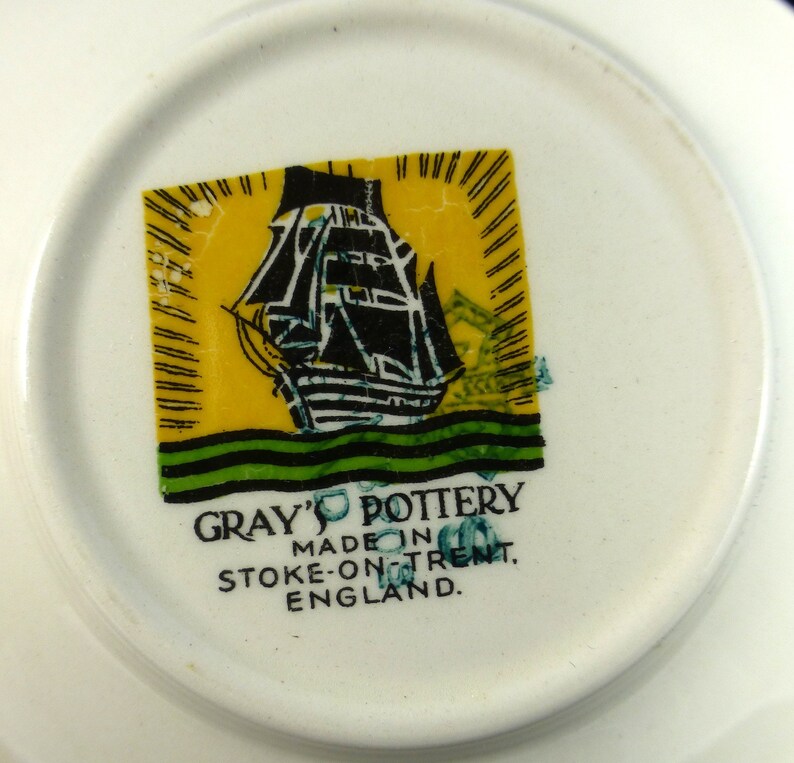 GRAY'S POTTERY
MADE IN
STOKE-ON-TRENT.
ENGLAND.